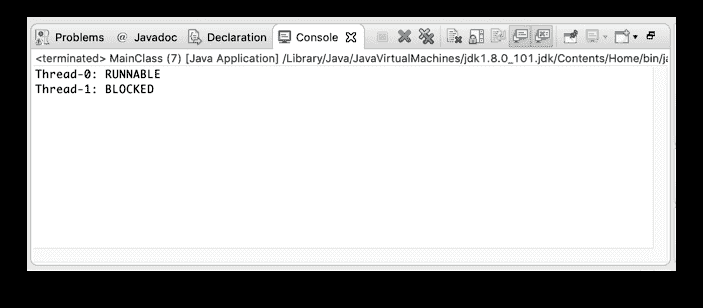 Problems @ Javadoc Declaration Console
<terminated> MainClass (7) [Java Application] /Library/Java/JavaVirtualMachines/jdk1.8.0_101.jdk/Contents/Home/bin/ja
Thread-0: RUNNABLE
Thread-1: BLOCKED